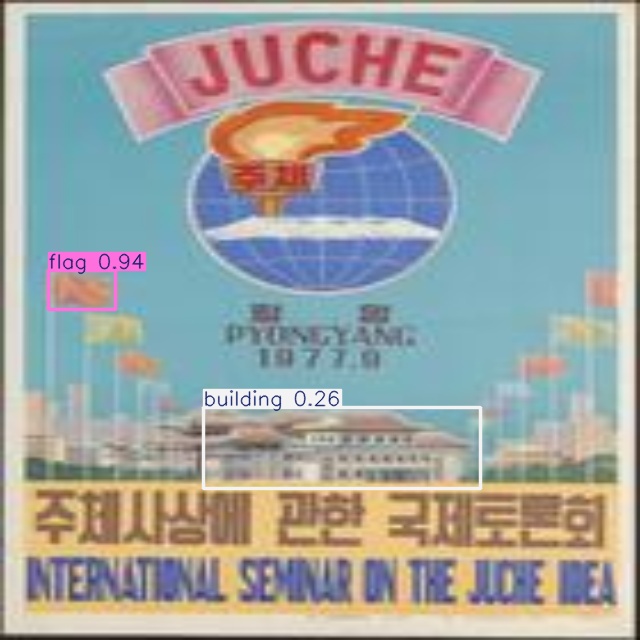 JUCHE
주체
평양
PYONGYANG
1977.9
주체사상에 관한 국제토론회
INTERNATIONAL SEMINAR ON THE JUCHE IDEA
flag 0.94
building 0.26